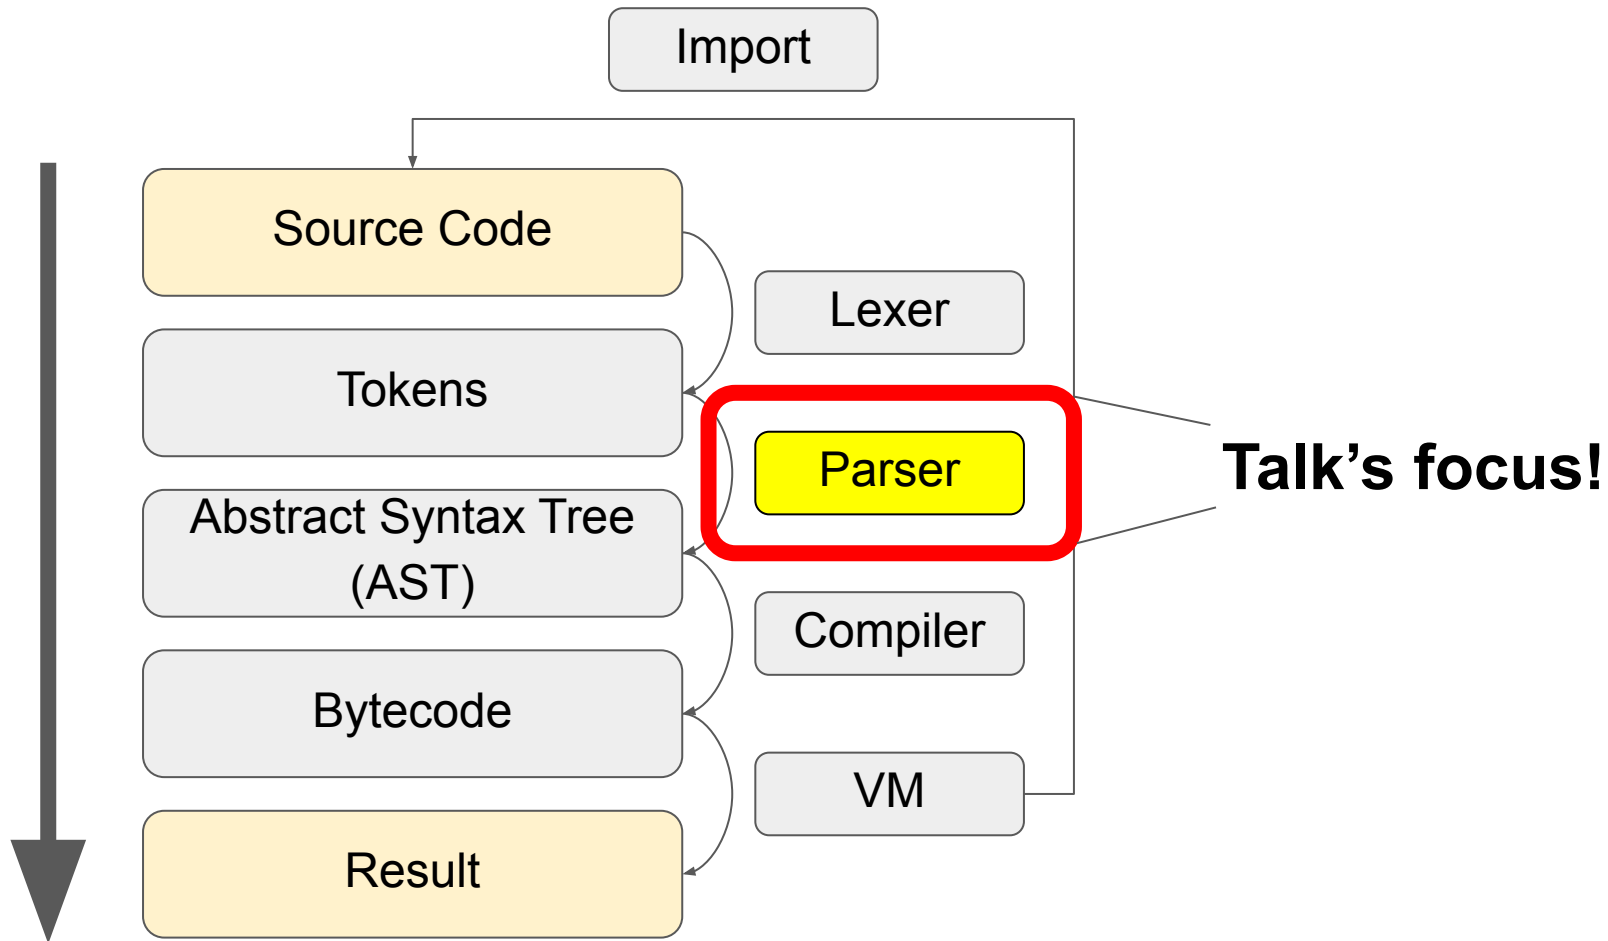 Import
Source Code
Lexer
Tokens
Parser
Talk’s focus!
Abstract Syntax Tree
(AST)
Compiler
Bytecode
VM
Result